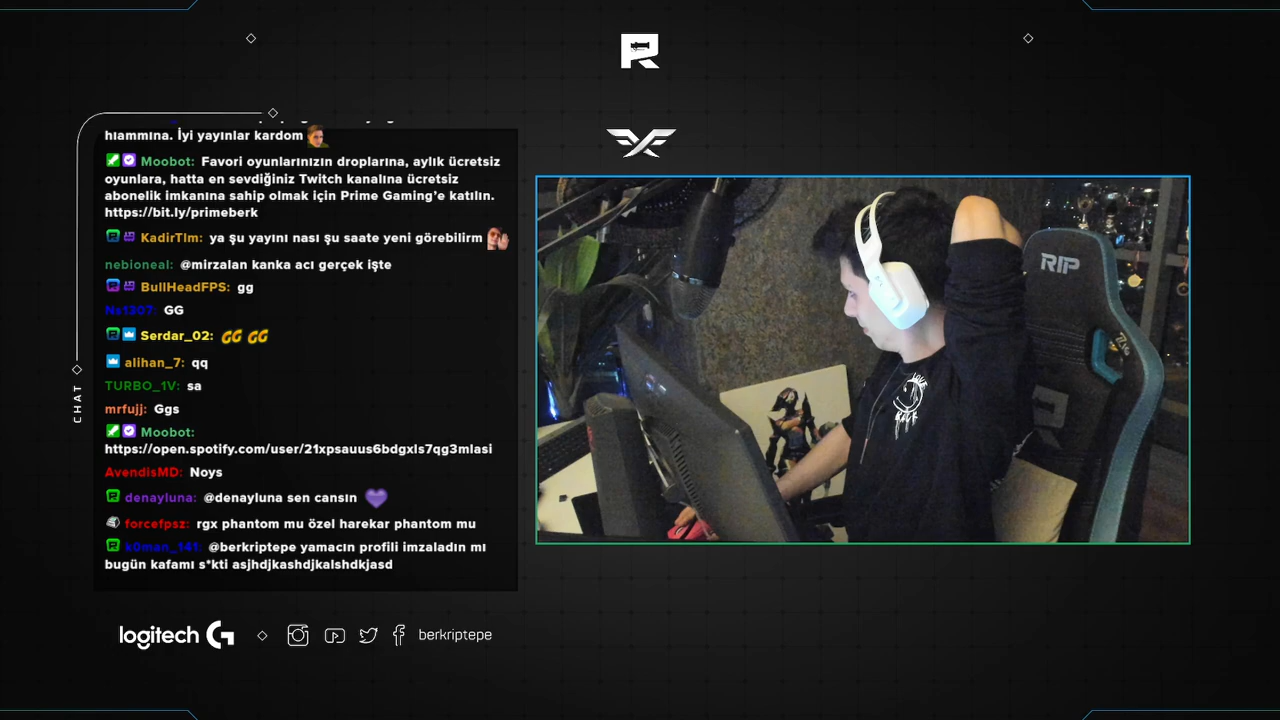 hıammına. İyi yayınlar kardom
Moobot: Favori oyunlarınızın droplarına, aylık ücretsiz
oyunlara, hatta en sevdiğiniz Twitch kanalına ücretsiz
abonelik imkanına sahip olmak için Prime Gaming'e katılın.
https://bit.ly/primeberk
KadirTlm: ya şu yayını nası şu saate yeni görebilirm
nebioneal: @mirzalan kanka acı gerçek işte
BullHeadFPS: gg
Ne1307: GG
Serdar_02: GG GG
alihan_7: qq
TURBO_1V: sa
mrfujj: Ggs
Moobot:
https://open.spotify.com/user/21xpsauus6bdgxls7qg3mlasi
AvendisMD: Noys
denayluna: @denayluna sen cansın
forcefpsz: rgx phantom mu özel harekar phantom mu
k0man_141: @berkriptepe yamacın profili imzaladın mı
bugün kafamı s*kti asjhdjkashdjkalshdkjasd
CHAT
logitech G
berkriptepe
RIP
LOVE